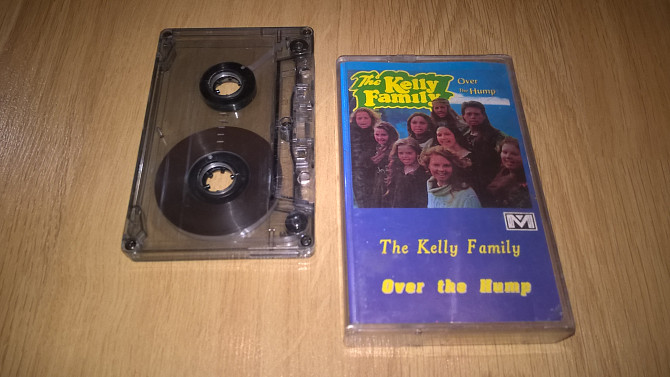 The Kelly
Family
Over
the Hump
M
The Kelly Family
Over the Hump